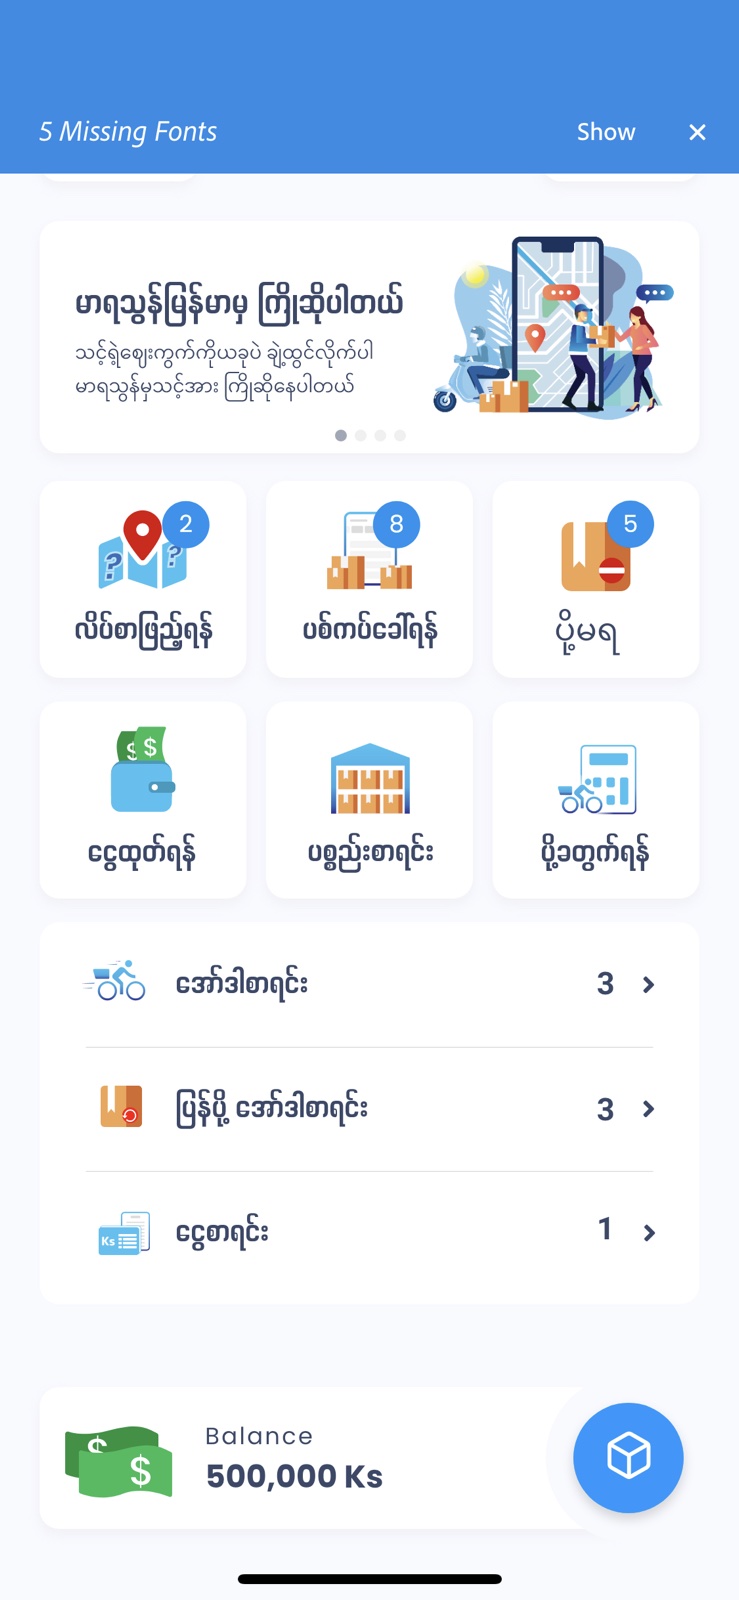 5 Missing Fonts
Show
မာရသွန်မြန်မာမှ ကြိုဆိုပါတယ်
သင့်ရဲ့ဈေးကွက်ကိုယခုပဲ ချဲ့ထွင်လိုက်ပါ
မာရသွန်မှသင့်အား ကြိုဆိုနေပါတယ်
2
8
5
လိပ်စာဖြည့်ရန်
ပစ်ကပ်ခေါ်ရန်
ပို့မရ
ငွေထုတ်ရန်
ပစ္စည်းစာရင်း
ပို့ခတွက်ရန်
အော်ဒါစာရင်း
3
ပြန်ပို့ အော်ဒါစာရင်း
3
Ks
ငွေစာရင်း
1
Balance
500,000 Ks